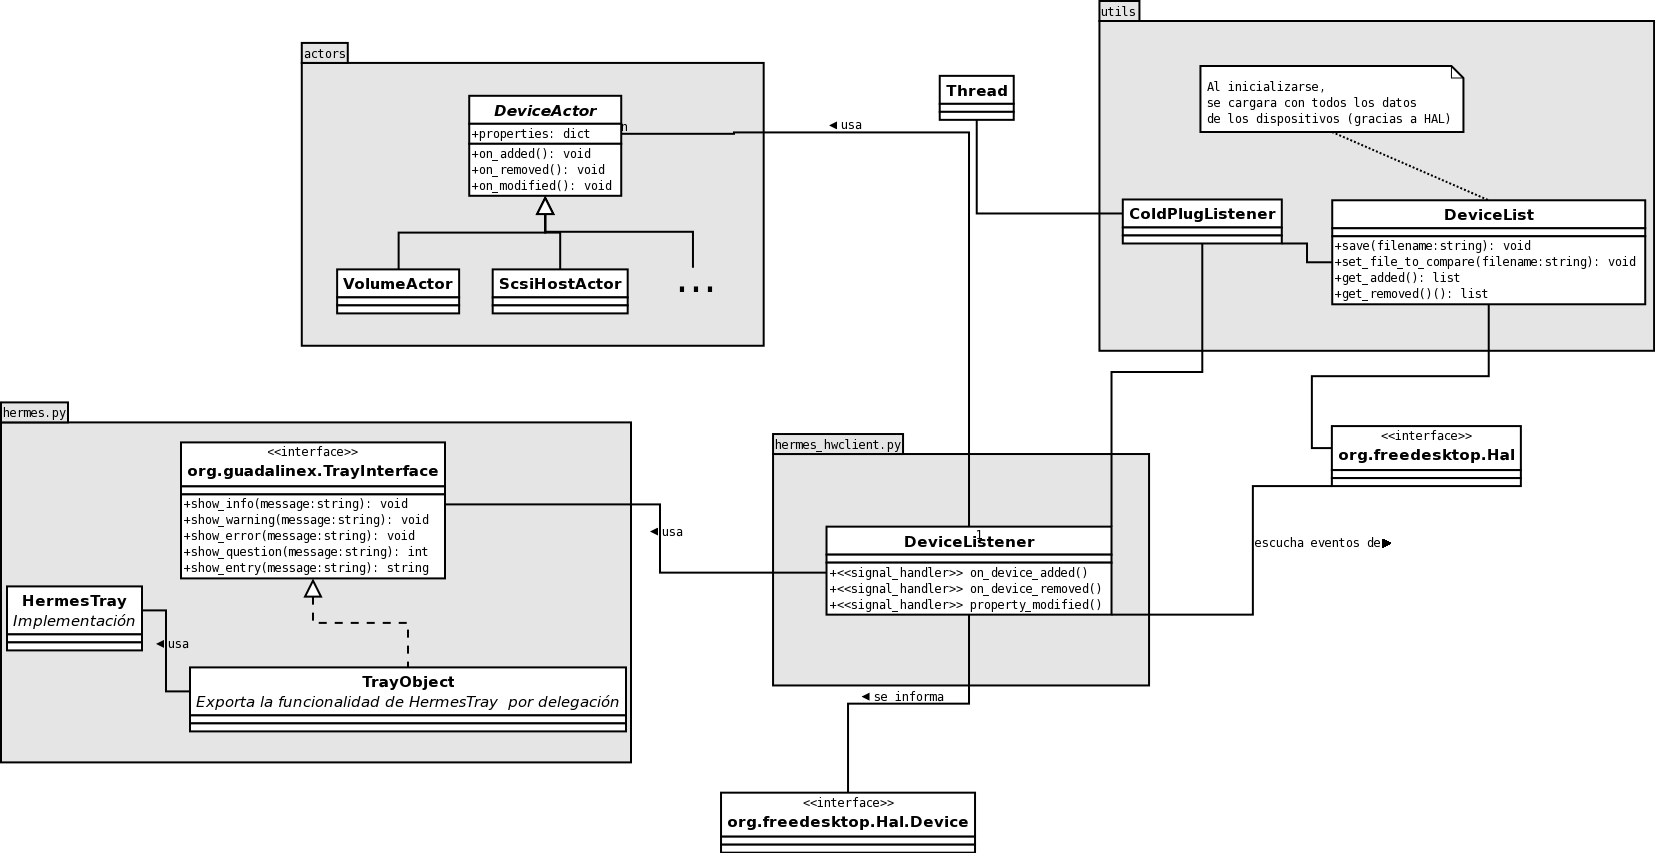 utils
actors
Al inicializarse,
se cargara con todos los datos
de los dispositivos (gracias a HAL)
Thread
DeviceActor
+properties: dict
n
+on_added(): void
+on_removed(): void
+on_modified(): void
usa
ColdPlugListener
DeviceList
+save(filename:string): void
+set_file_to_compare(filename:string): void
+get_added(): list
+get_removed()(): list
VolumeActor
ScsiHostActor
...
hermes.py
<<interface>>
org.guadalinex.TrayInterface
+show_info(message:string): void
+show_warning(message:string): void
+show_error(message:string): void
+show_question(message:string): int
+show_entry(message:string): string
usa
HermesTray
Implementación
usa
TrayObject
Exporta la funcionalidad de HermesTray  por delegación
hermes_hwclient.py
1
DeviceListener
+<<signal_handler>> on_device_added()
+<<signal_handler>> on_device_removed()
+<<signal_handler>> property_modified()
<<interface>>
org.freedesktop.Hal
escucha eventos de
se informa
<<interface>>
org.freedesktop.Hal.Device